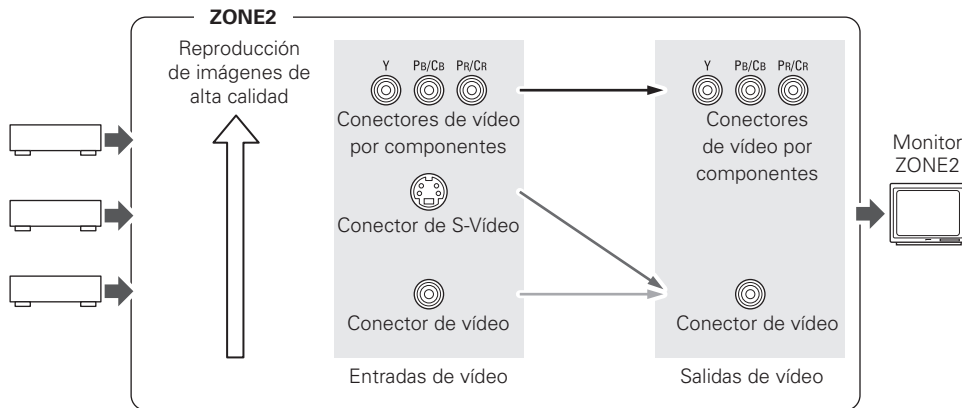 ZONE2
Reproducción
de imágenes de
alta calidad
Y PB/CB PR/CR
Conectores de vídeo
por componentes
Conector de S-Vídeo
Conector de vídeo
Entradas de vídeo
Y PB/CB PR/CR
Conectores
de vídeo por
componentes
Conector de vídeo
Salidas de vídeo
Monitor
ZONE2